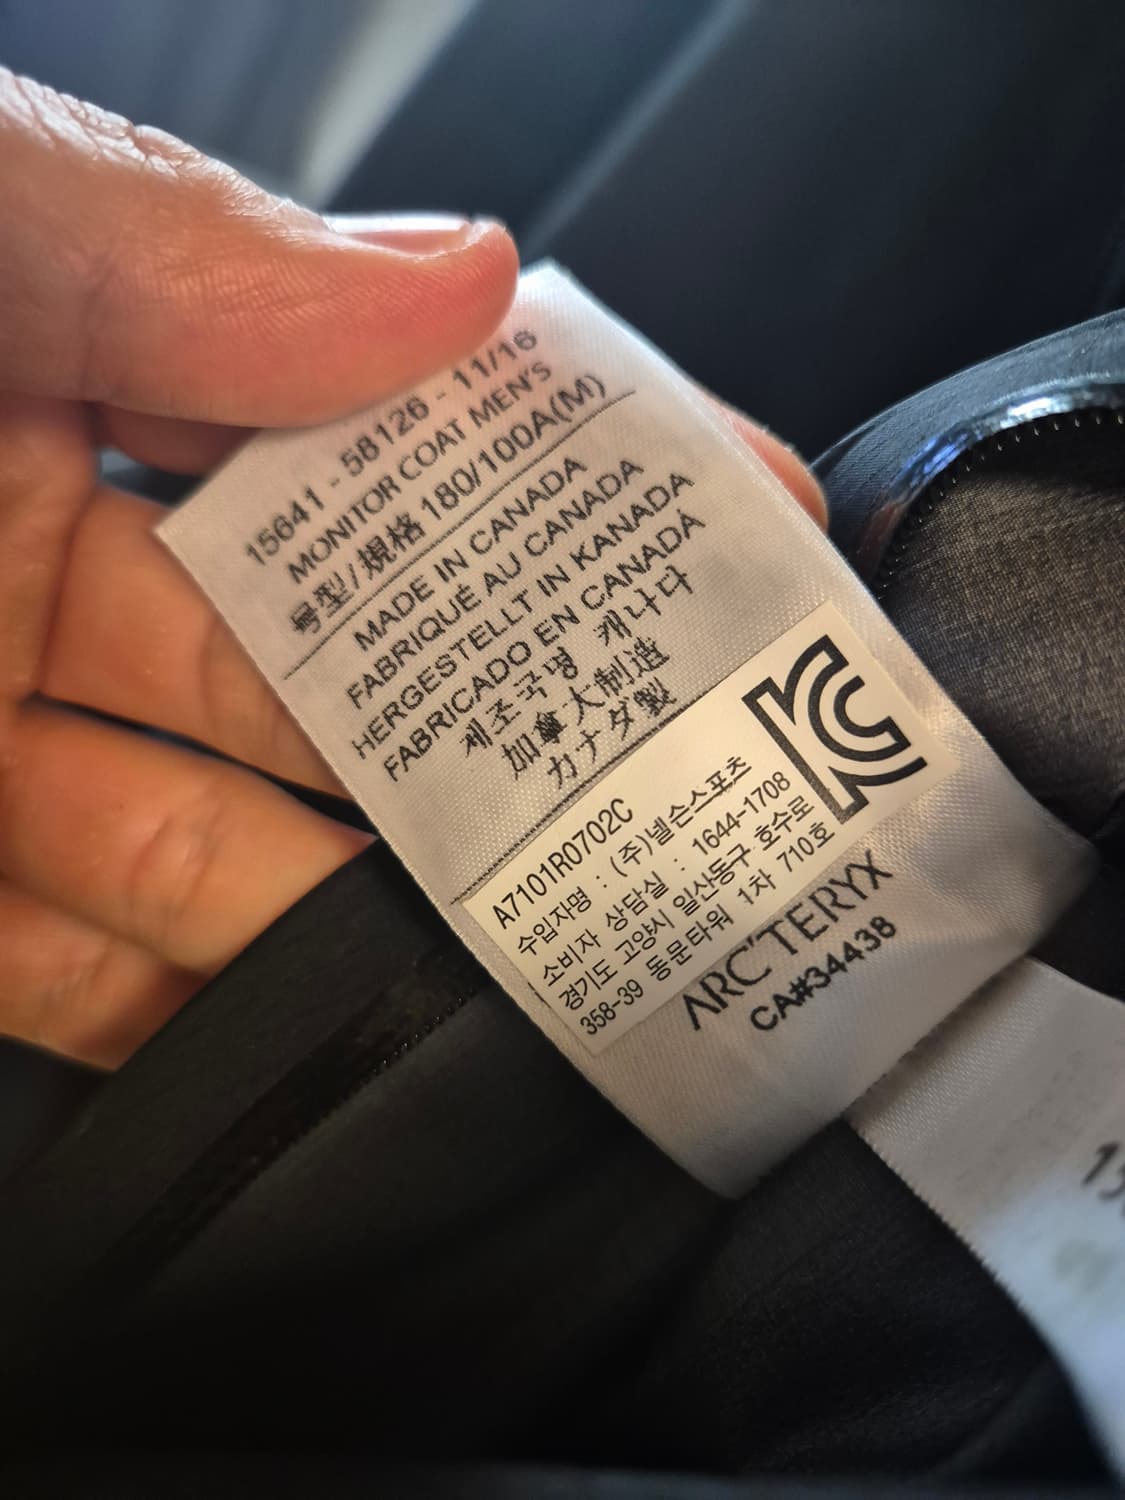 15641 - 58126 - 11/16
MONITOR COAT MEN'S
号型/規格 180/100A(M)
MADE IN CANADA
FABRIQUÉ AU CANADA
HERGESTELLT IN KANADA
FABRICADO EN CANADÁ
제조국명 캐나다
加拿大制造
カナダ製
A7101R0702C
수입자명 : (주)넬슨스포츠
소비자 상담실 : 1644-1708
경기도 고양시 일산동구 호수로
358-39 동문타워 1차 710호
ARC'TERYX
CA#34438